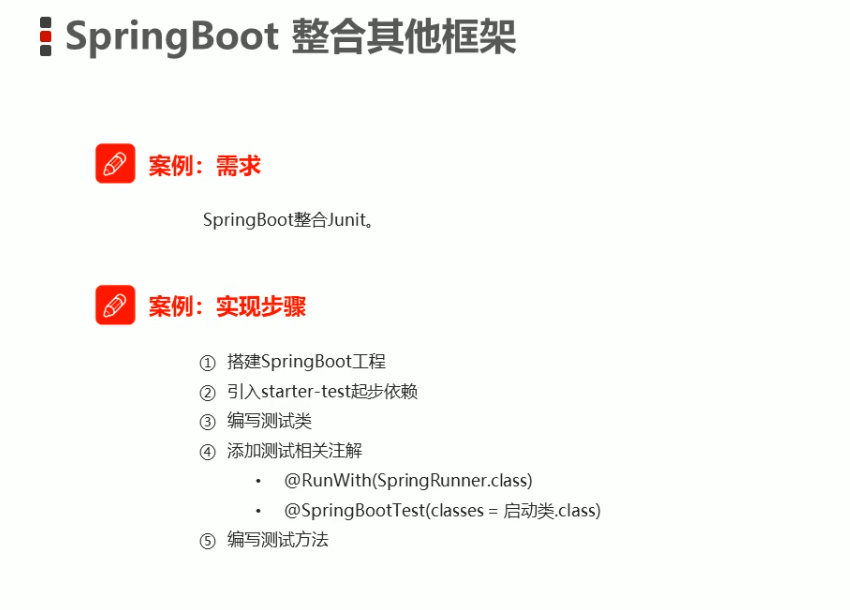 SpringBoot 整合其他框架
案例：需求
SpringBoot整合Junit。
案例：实现步骤
① 搭建SpringBoot工程
② 引入starter-test起步依赖
③ 编写测试类
④ 添加测试相关注解
• @RunWith(SpringRunner.class)
• @SpringBootTest(classes = 启动类.class)
⑤ 编写测试方法